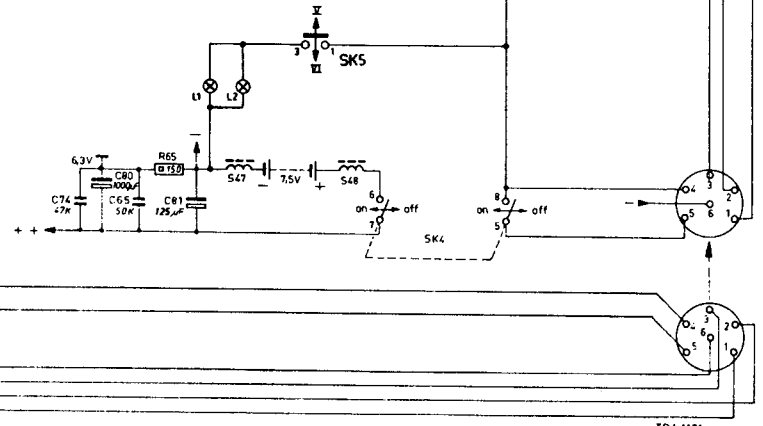 V
3 1
SK5
VI
L1 L2
6,3V
R65
150
C80
1000µF
C74
47K
C65
50K
C81
125µF
S47
7,5V
S48
6
on off
7
8
on off
5
SK4
3
4 2
6
5 1
3
4 2
6
5 1
++
− +